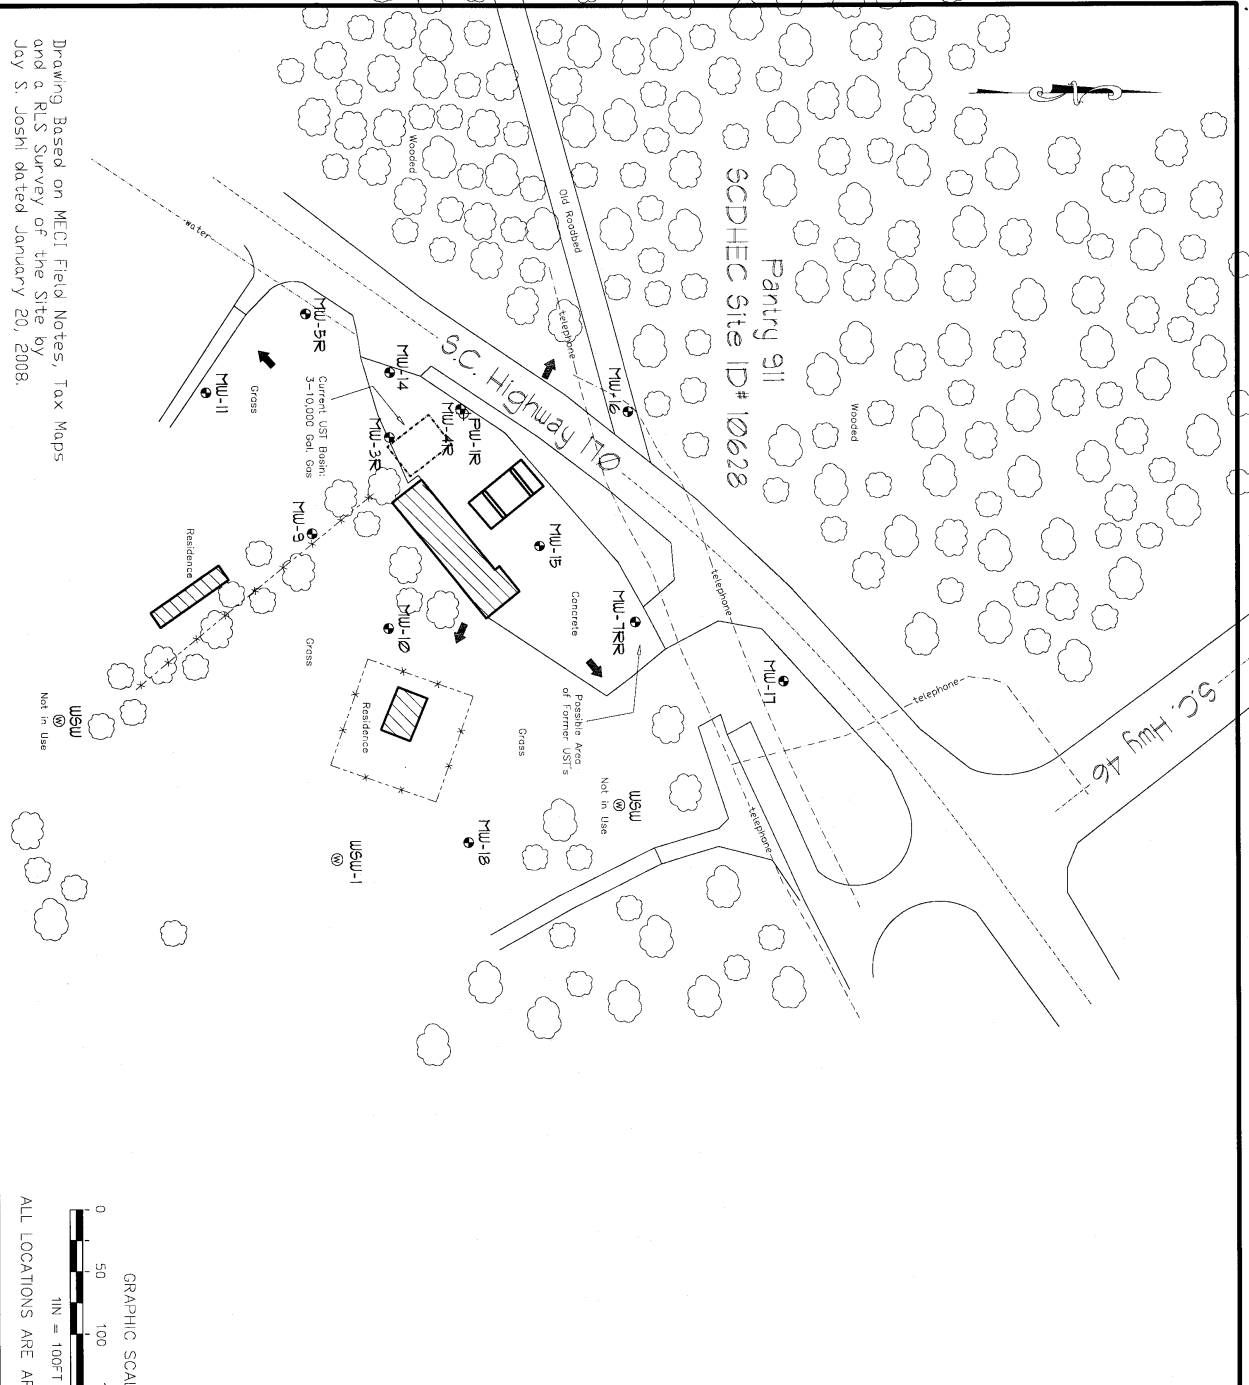 Pantry 911
SCDHEC Site ID# 10628
S.C. Hwy 46
Wooded
Wooded
Old Roadbed
telephone
telephone
telephone
telephone
S.C. Highway 170
water
MW-16
MW-17
MW-7RR
MW-15
PW-1R
MW-4R
MW-14
MW-3R
MW-5R
MW-11
MW-9
MW-10
MW-18
Concrete
Possible Area
of Former UST's
Current UST Basin:
3-10,000 Gal. Gas
Grass
Grass
Grass
Residence
Residence
WSW
Not in Use
WSW
Not in Use
WSW-1
Drawing Based on MECI Field Notes, Tax Maps
and a RLS Survey of the Site by
Jay S. Joshi dated January 20, 2008.
GRAPHIC
0 50 100
1IN = 100FT
ALL LOCATIONS ARE